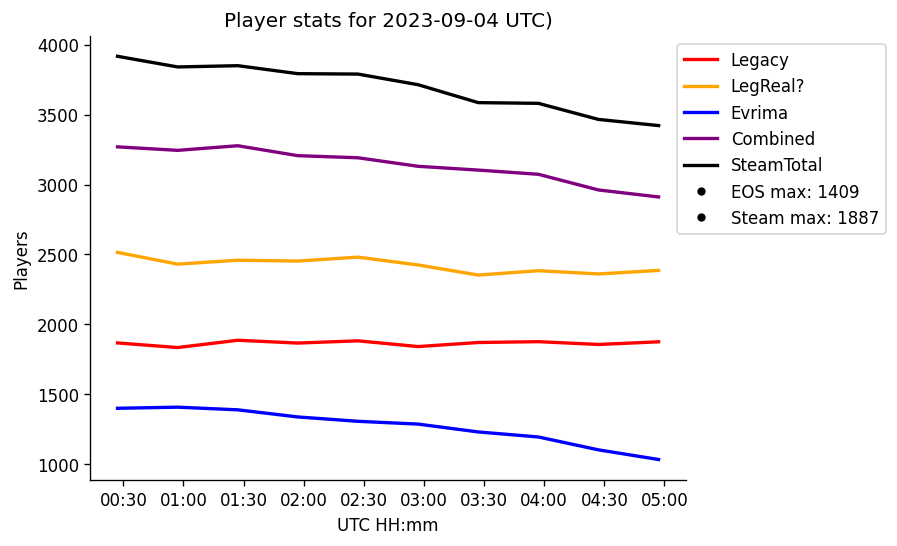 Player stats for 2023-09-04 UTC)
4000
3500
3000
2500
2000
1500
1000
Players
00:30 01:00 01:30 02:00 02:30 03:00 03:30 04:00 04:30 05:00
UTC HH:mm
Legacy
LegReal?
Evrima
Combined
SteamTotal
EOS max: 1409
Steam max: 1887